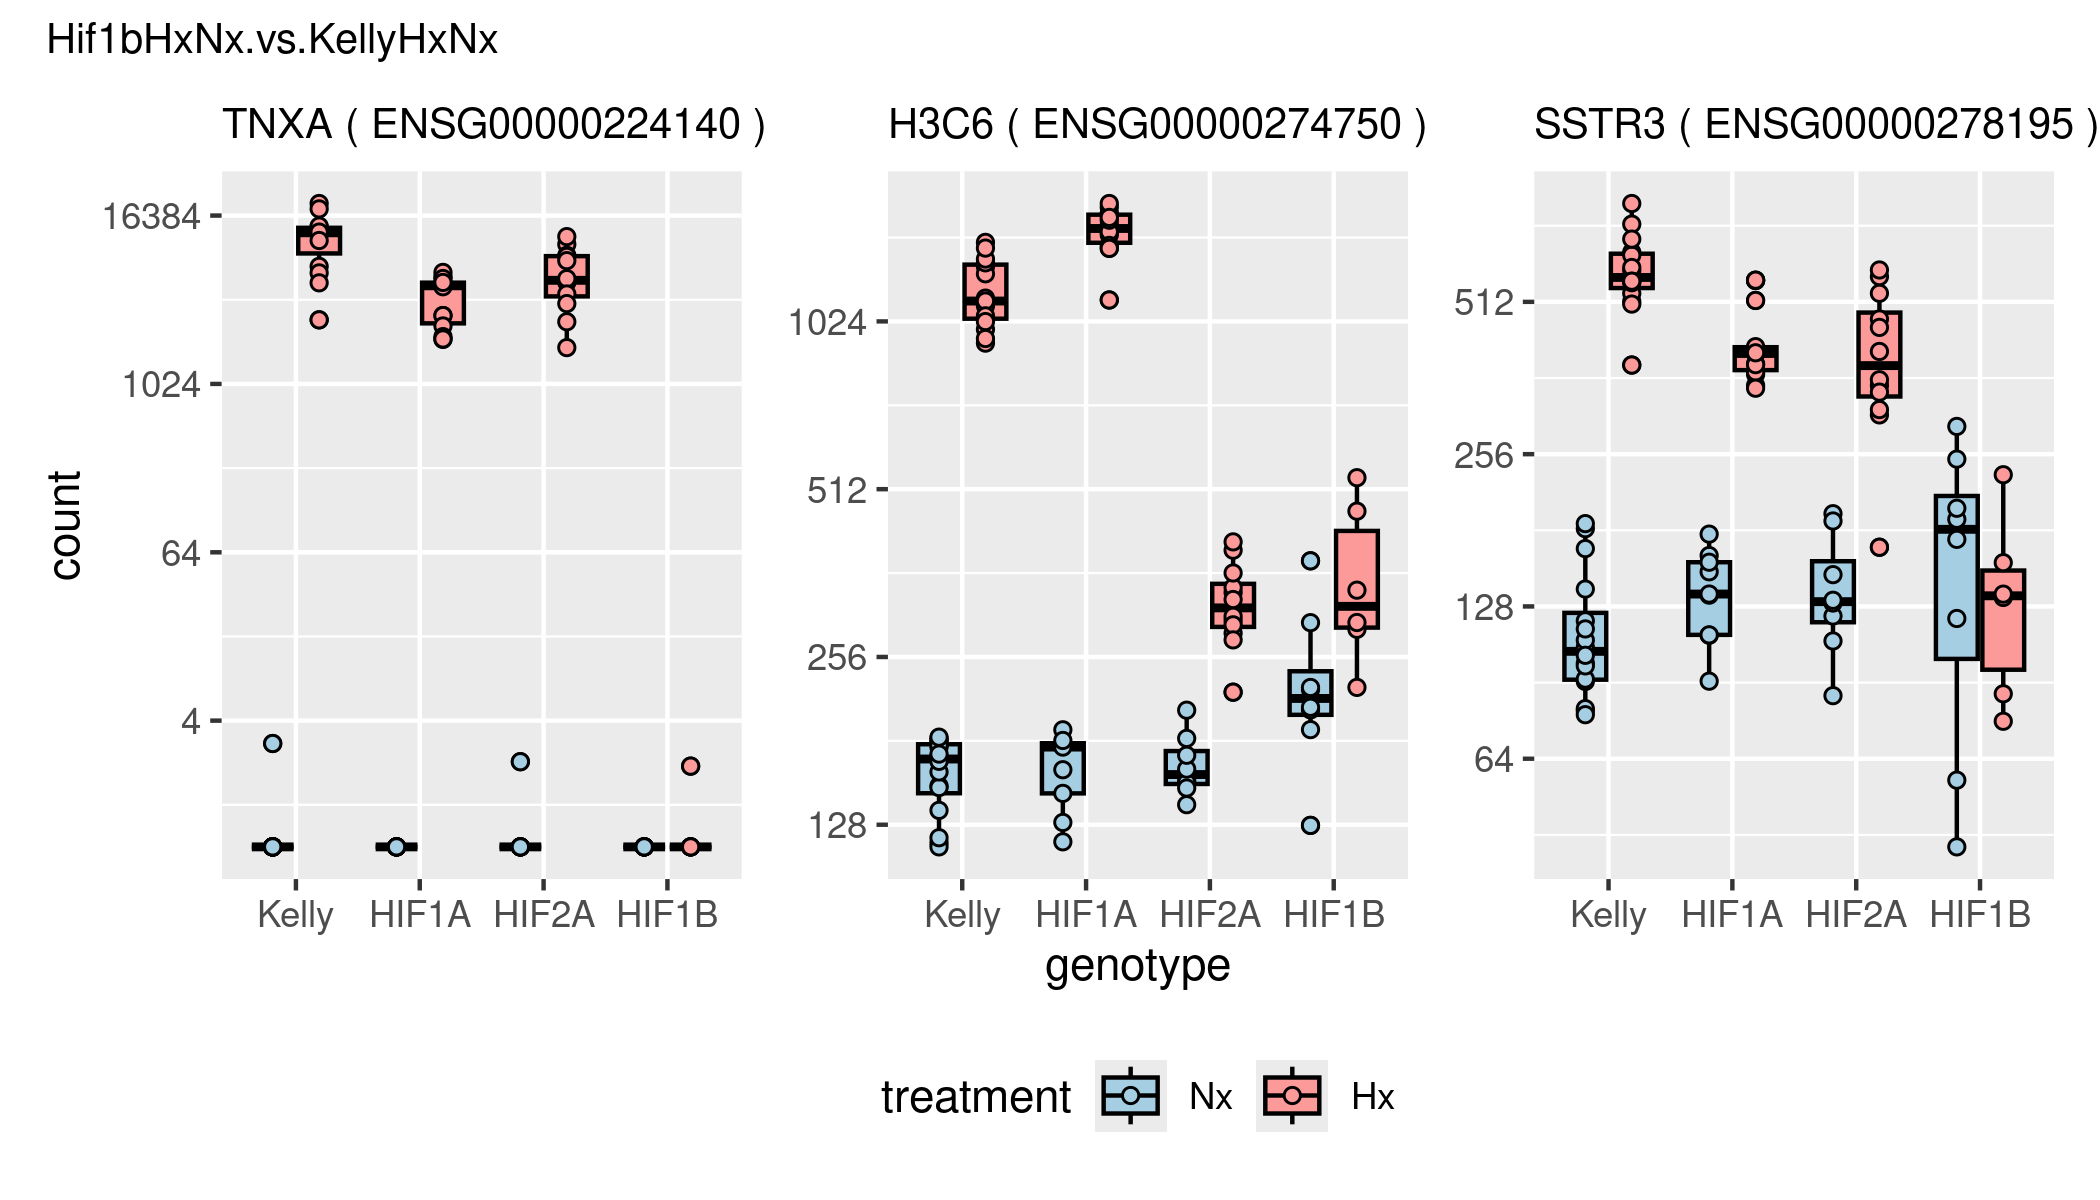 Hif1bHxNx.vs.KellyHxNx
TNXA ( ENSG00000224140 )
H3C6 ( ENSG00000274750 )
SSTR3 ( ENSG00000278195 )
count
16384
1024
64
4
1024
512
256
128
512
256
128
64
Kelly HIF1A HIF2A HIF1B
Kelly HIF1A HIF2A HIF1B
Kelly HIF1A HIF2A HIF1B
genotype
treatment Nx Hx